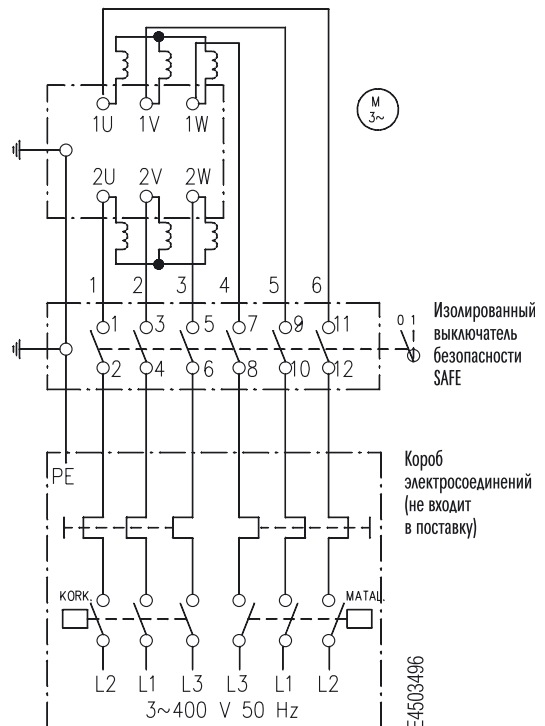 1U 1V 1W
M
3~
2U 2V 2W
1 2 3 4 5 6
1 3 5 7 9 11
0 1
2 4 6 8 10 12
Изолированный
выключатель
безопасности
SAFE
PE
Короб
электросоединений
(не входит
в поставку)
KORK.
MATAL.
L2 L1 L3 L3 L1 L2
3~400 V 50 Hz
E4503496